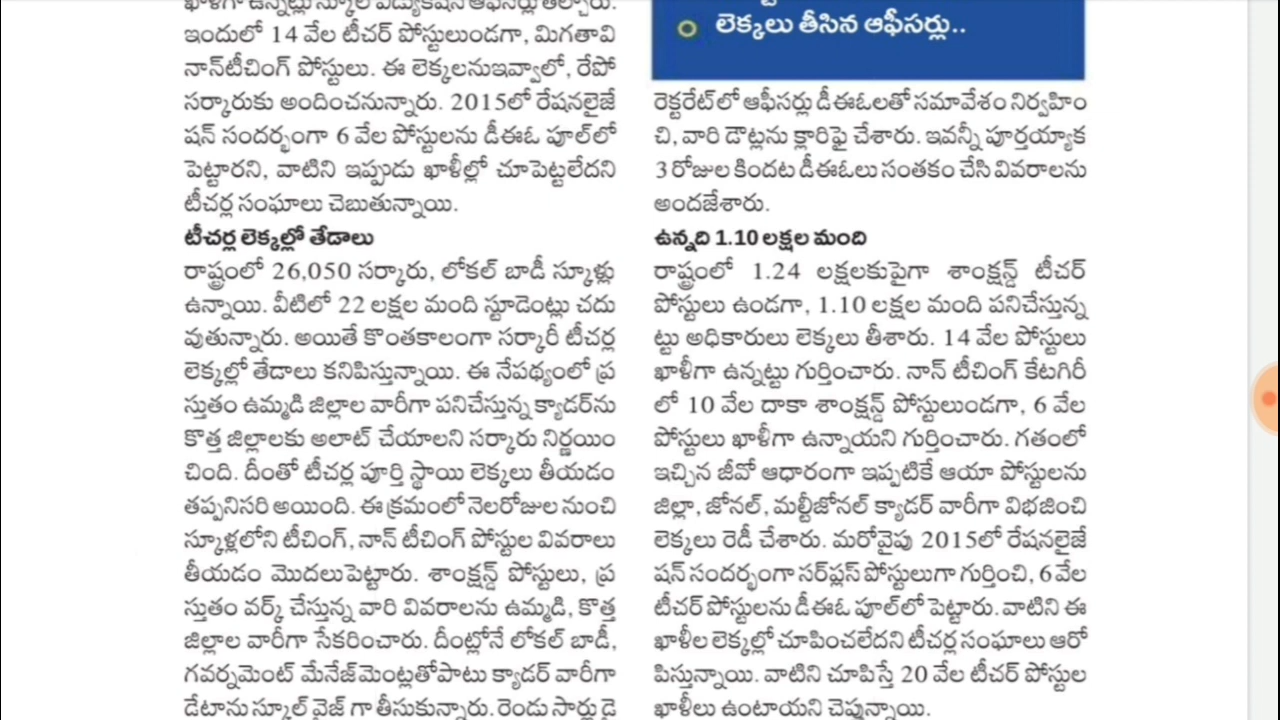 ఖాళీగా ఉన్నట్లు స్కూల్ ఎడ్యుకేషన్ ఆఫీసర్లు తేల్చారు.
ఇందులో 14 వేల టీచర్ పోస్టులుండగా, మిగతావి
నాన్‌టీచింగ్ పోస్టులు. ఈ లెక్కలనుఇవ్వాలో, రేపో
సర్కారుకు అందించనున్నారు. 2015లో రేషనలైజే
షన్ సందర్భంగా 6 వేల పోస్టులను డీఈఓ పూల్‌లో
పెట్టారని, వాటిని ఇప్పుడు ఖాళీల్లో చూపెట్టలేదని
టీచర్ల సంఘాలు చెబుతున్నాయి.
టీచర్ల లెక్కల్లో తేడాలు
రాష్ట్రంలో 26,050 సర్కారు, లోకల్ బాడీ స్కూళ్లు
ఉన్నాయి. వీటిలో 22 లక్షల మంది స్టూడెంట్లు చదు
వుతున్నారు. అయితే కొంతకాలంగా సర్కారీ టీచర్ల
లెక్కల్లో తేడాలు కనిపిస్తున్నాయి. ఈ నేపథ్యంలో ప్ర
స్తుతం ఉమ్మడి జిల్లాల వారీగా పనిచేస్తున్న క్యాడర్‌ను
కొత్త జిల్లాలకు అలాట్ చేయాలని సర్కారు నిర్ణయిం
చింది. దీంతో టీచర్ల పూర్తి స్థాయి లెక్కలు తీయడం
తప్పనిసరి అయింది. ఈ క్రమంలో నెలరోజుల నుంచి
స్కూళ్లలోని టీచింగ్, నాన్ టీచింగ్ పోస్టుల వివరాలు
తీయడం మొదలుపెట్టారు. శాంక్షన్డ్ పోస్టులు, ప్ర
స్తుతం వర్క్ చేస్తున్న వారి వివరాలను ఉమ్మడి, కొత్త
జిల్లాల వారీగా సేకరించారు. దీంట్లోనే లోకల్ బాడీ,
గవర్నమెంట్ మేనేజ్‌మెంట్లతోపాటు క్యాడర్ వారీగా
డేటాను స్కూల్ వైజ్ గా తీసుకున్నారు. రెండు సార్లు డై
లెక్కలు తీసిన ఆఫీసర్లు..
రెక్టరేట్‌లో ఆఫీసర్లు డీఈఓలతో సమావేశం నిర్వహిం
చి, వారి డౌట్లను క్లారిఫై చేశారు. ఇవన్నీ పూర్తయ్యాక
3 రోజుల కిందట డీఈఓలు సంతకం చేసి వివరాలను
అందజేశారు.
ఉన్నది 1.10 లక్షల మంది
రాష్ట్రంలో 1.24 లక్షలకుపైగా శాంక్షన్డ్ టీచర్
పోస్టులు ఉండగా, 1.10 లక్షల మంది పనిచేస్తున్న
ట్టు అధికారులు లెక్కలు తీశారు. 14 వేల పోస్టులు
ఖాళీగా ఉన్నట్టు గుర్తించారు. నాన్ టీచింగ్ కేటగిరీ
లో 10 వేల దాకా శాంక్షన్డ్ పోస్టులుండగా, 6 వేల
పోస్టులు ఖాళీగా ఉన్నాయని గుర్తించారు. గతంలో
ఇచ్చిన జీవో ఆధారంగా ఇప్పటికే ఆయా పోస్టులను
జిల్లా, జోనల్, మల్టీజోనల్ క్యాడర్ వారీగా విభజించి
లెక్కలు రెడీ చేశారు. మరోవైపు 2015లో రేషనలైజే
షన్ సందర్భంగా సర్‌ప్లస్ పోస్టులుగా గుర్తించి, 6 వేల
టీచర్ పోస్టులను డీఈఓ పూల్‌లో పెట్టారు. వాటిని ఈ
ఖాళీల లెక్కల్లో చూపించలేదని టీచర్ల సంఘాలు ఆరో
పిస్తున్నాయి. వాటిని చూపిస్తే 20 వేల టీచర్ పోస్టుల
ఖాళీలు ఉంటాయని చెప్తున్నాయి.